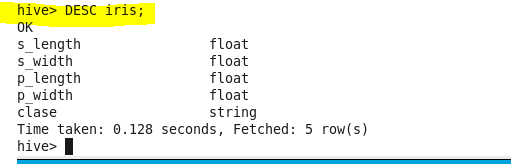 hive> DESC iris;
OK
s_length float
s_width float
p_length float
p_width float
clase string
Time taken: 0.128 seconds, Fetched: 5 row(s)
hive>